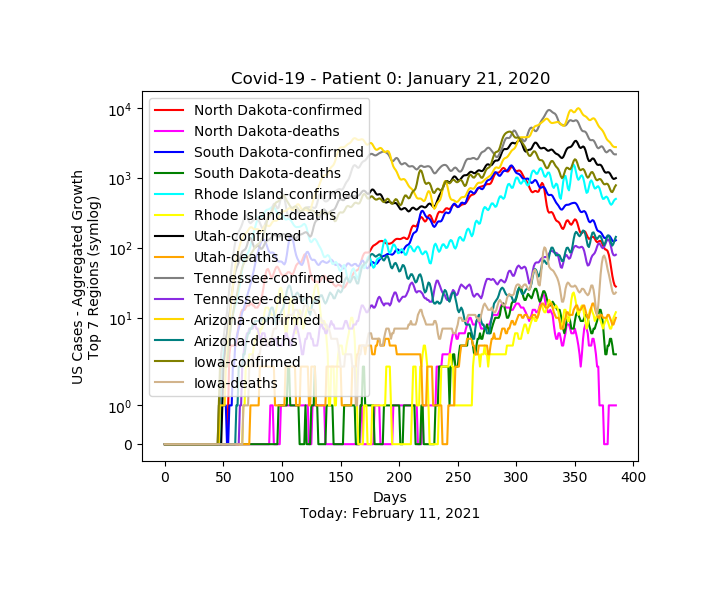 Covid-19 - Patient 0: January 21, 2020
US Cases - Aggregated Growth
Top 7 Regions (symlog)
10^4
10^3
10^2
10^1
10^0
0
North Dakota-confirmed
North Dakota-deaths
South Dakota-confirmed
South Dakota-deaths
Rhode Island-confirmed
Rhode Island-deaths
Utah-confirmed
Utah-deaths
Tennessee-confirmed
Tennessee-deaths
Arizona-confirmed
Arizona-deaths
Iowa-confirmed
Iowa-deaths
0 50 100 150 200 250 300 350 400
Days
Today: February 11, 2021